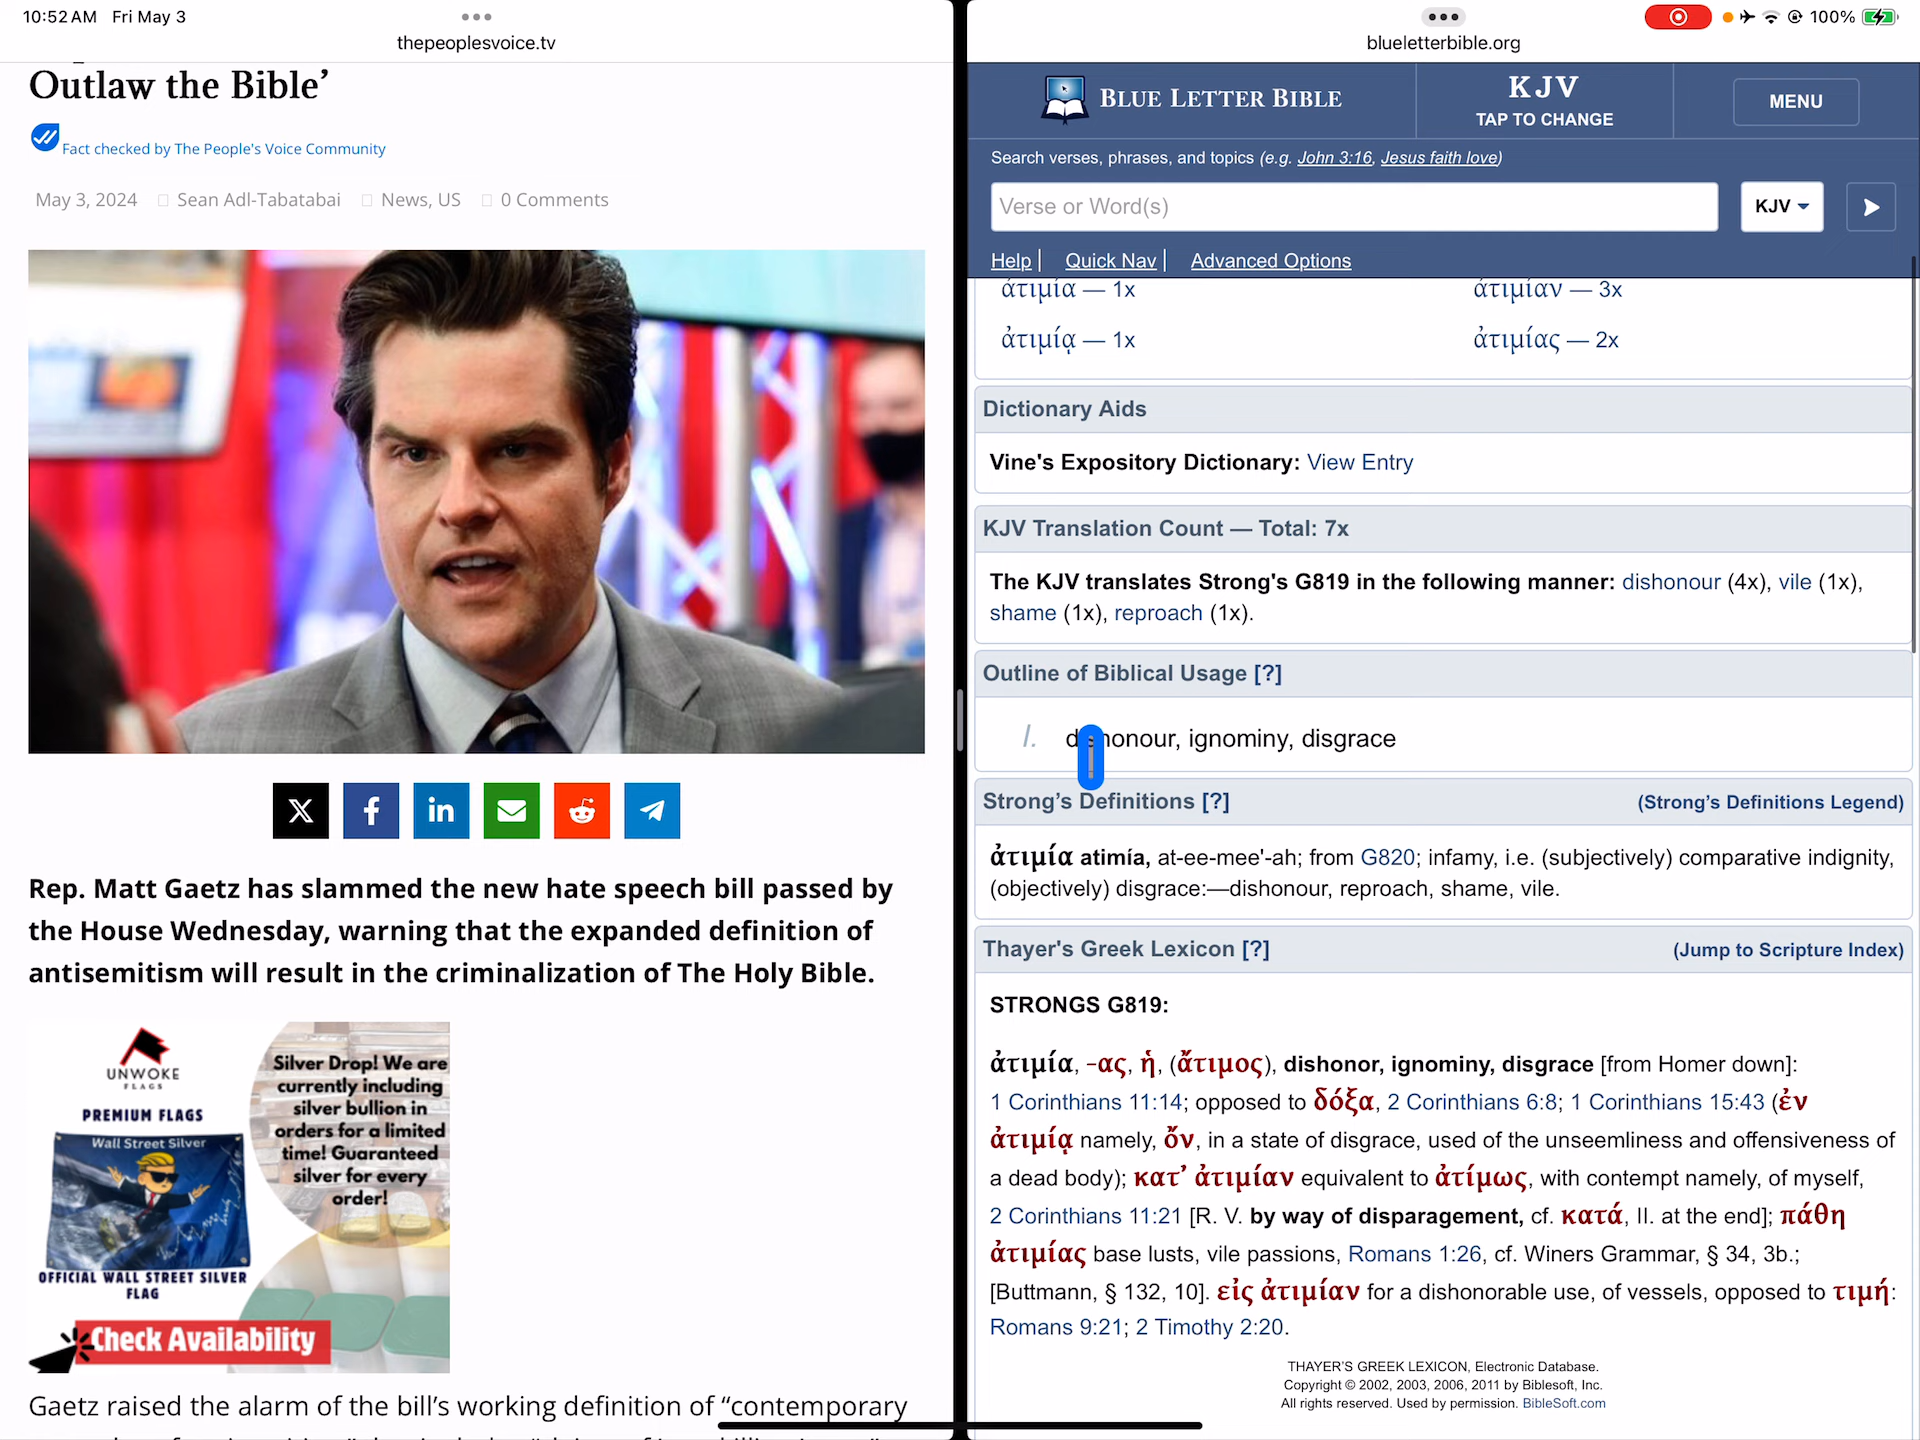 10:52 AM Fri May 3
thepeoplesvoice.tv
Outlaw the Bible’
Fact checked by The People's Voice Community
May 3, 2024 Sean Adl-Tabatabai News, US 0 Comments
Rep. Matt Gaetz has slammed the new hate speech bill passed by
the House Wednesday, warning that the expanded definition of
antisemitism will result in the criminalization of The Holy Bible.
UNWOKE
FLAGS
PREMIUM FLAGS
Wall Street Silver
OFFICIAL WALL STREET SILVER
FLAG
Silver Drop! We are
currently including
silver bullion in
orders for a limited
time! Guaranteed
silver for every
order!
Check Availability
Gaetz raised the alarm of the bill’s working definition of “contemporary
100%
blueletterbible.org
BLUE LETTER BIBLE
KJV
TAP TO CHANGE
MENU
Search verses, phrases, and topics (e.g. John 3:16, Jesus faith love)
Verse or Word(s)
KJV
Help | Quick Nav | Advanced Options
ἀτιμία — 1x ἀτιμίαν — 3x
ἀτιμίᾳ — 1x ἀτιμίας — 2x
Dictionary Aids
Vine's Expository Dictionary: View Entry
KJV Translation Count — Total: 7x
The KJV translates Strong's G819 in the following manner: dishonour (4x), vile (1x),
shame (1x), reproach (1x).
Outline of Biblical Usage [?]
I. dishonour, ignominy, disgrace
Strong’s Definitions [?] (Strong’s Definitions Legend)
ἀτιμία atimía, at-ee-mee'-ah; from G820; infamy, i.e. (subjectively) comparative indignity,
(objectively) disgrace:—dishonour, reproach, shame, vile.
Thayer's Greek Lexicon [?] (Jump to Scripture Index)
STRONGS G819:
ἀτιμία, -ας, ἡ, (ἄτιμος), dishonor, ignominy, disgrace [from Homer down]:
1 Corinthians 11:14; opposed to δόξα, 2 Corinthians 6:8; 1 Corinthians 15:43 (ἐν
ἀτιμίᾳ namely, ὄν, in a state of disgrace, used of the unseemliness and offensiveness of
a dead body); κατ’ ἀτιμίαν equivalent to ἀτίμως, with contempt namely, of myself,
2 Corinthians 11:21 [R. V. by way of disparagement, cf. κατά, II. at the end]; πάθη
ἀτιμίας base lusts, vile passions, Romans 1:26, cf. Winers Grammar, § 34, 3b.;
[Buttmann, § 132, 10]. εἰς ἀτιμίαν for a dishonorable use, of vessels, opposed to τιμή:
Romans 9:21; 2 Timothy 2:20.
THAYER’S GREEK LEXICON, Electronic Database.
Copyright © 2002, 2003, 2006, 2011 by Biblesoft, Inc.
All rights reserved. Used by permission. BibleSoft.com